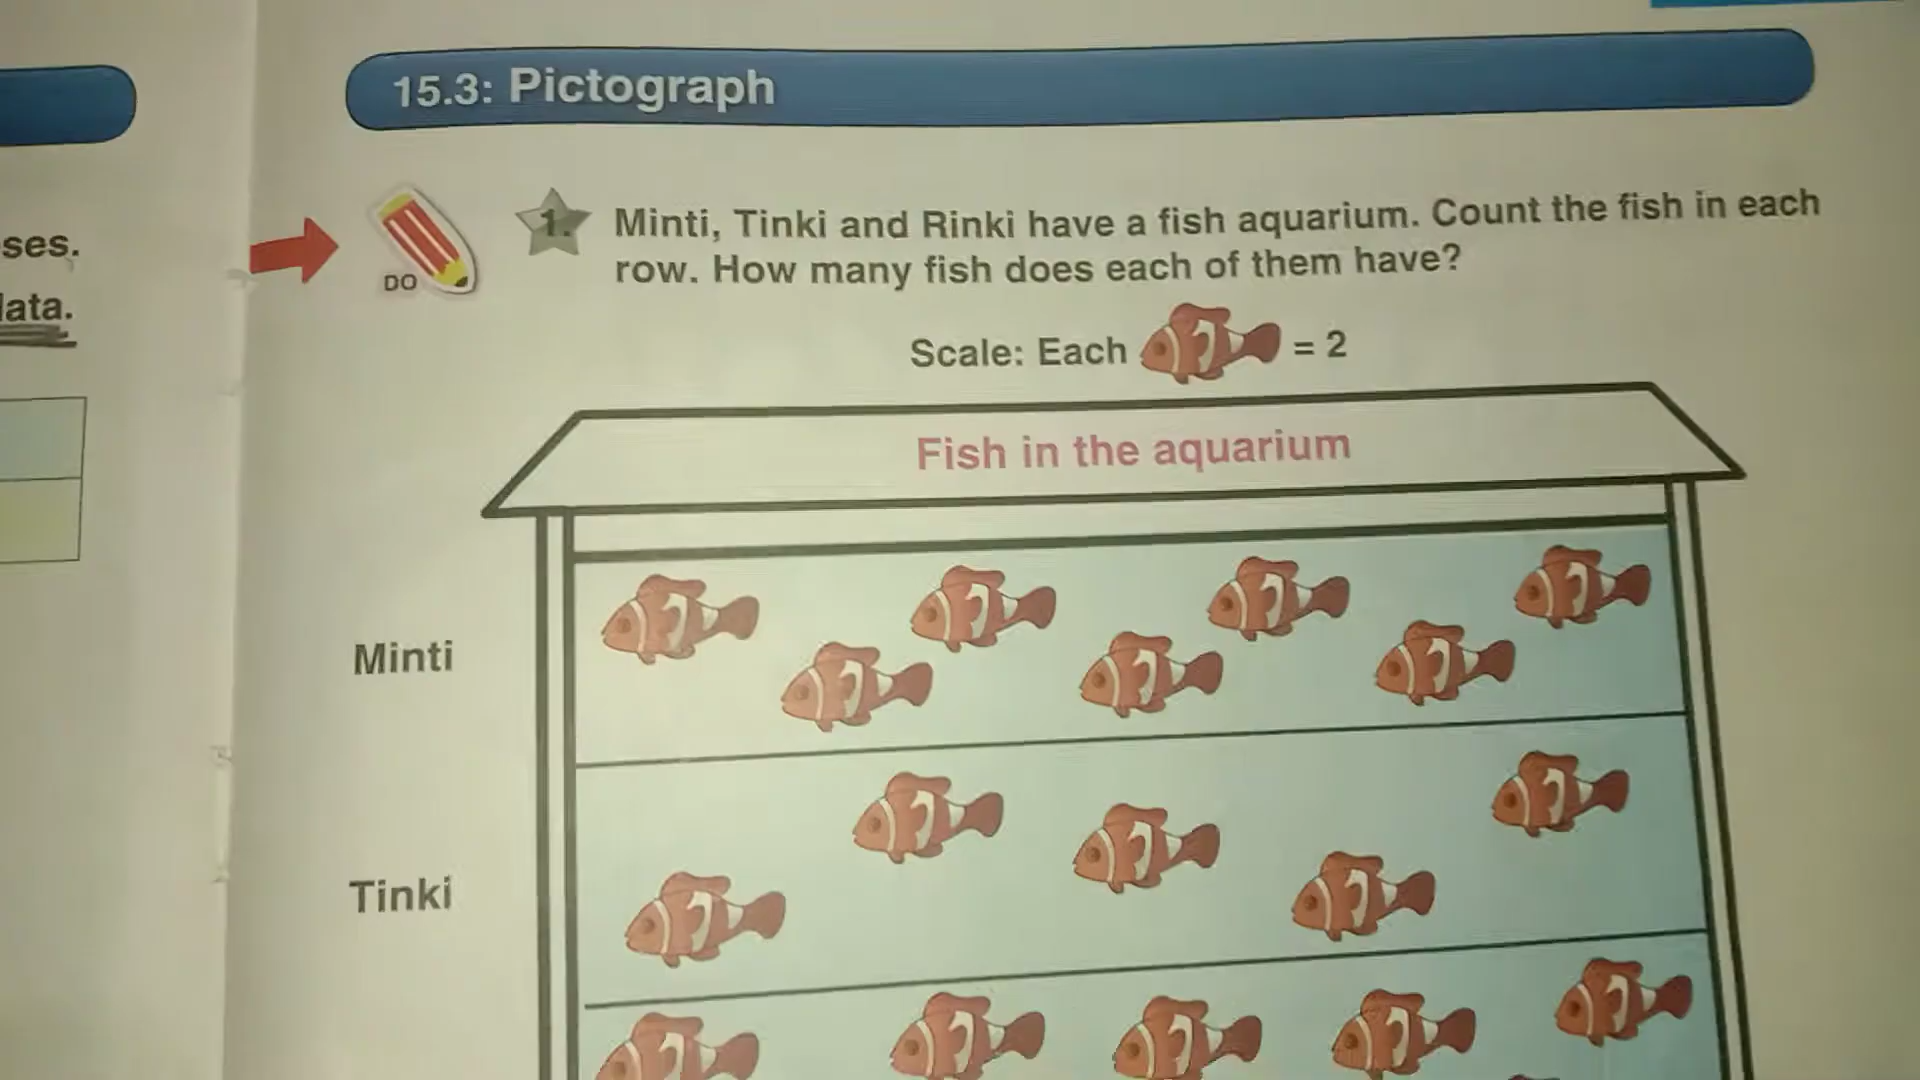 15.3: Pictograph
ses.
data.
DO
1. Minti, Tinki and Rinki have a fish aquarium. Count the fish in each
row. How many fish does each of them have?
Scale: Each = 2
Fish in the aquarium
Minti
Tinki